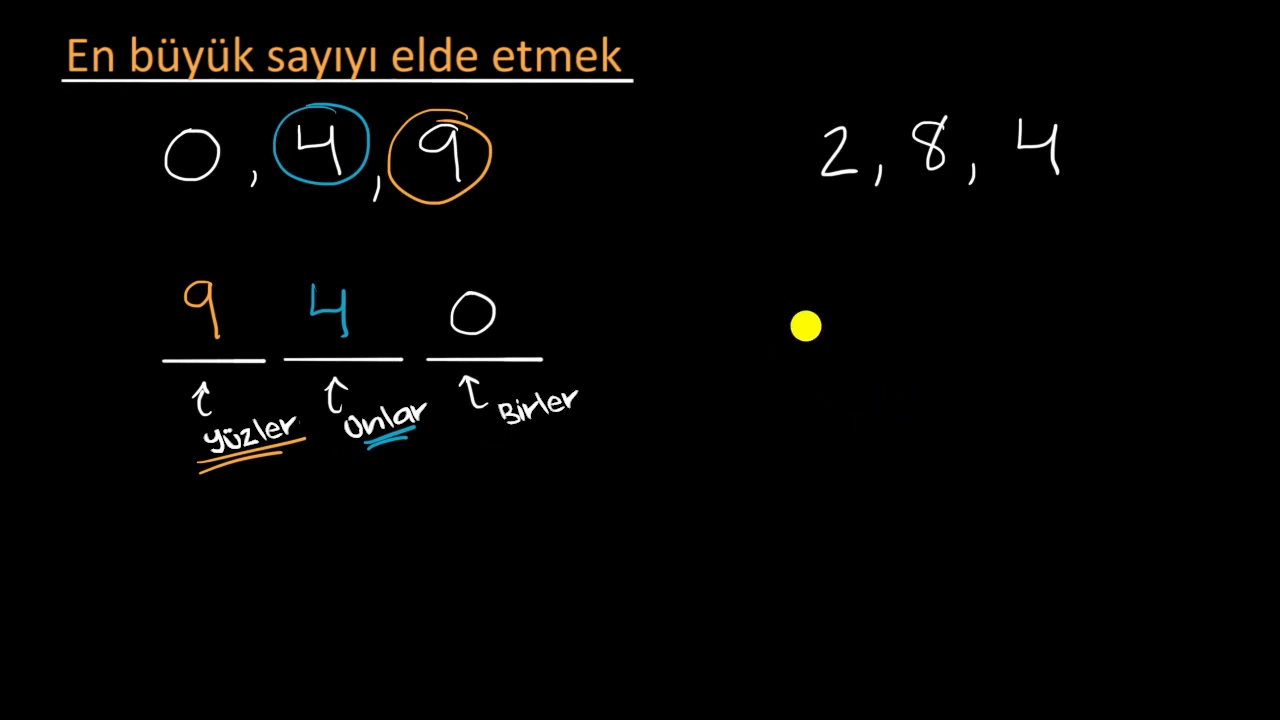 En büyük sayıyı elde etmek
0, 4, 9
2, 8, 4
9 4 0
Yüzler Onlar Birler